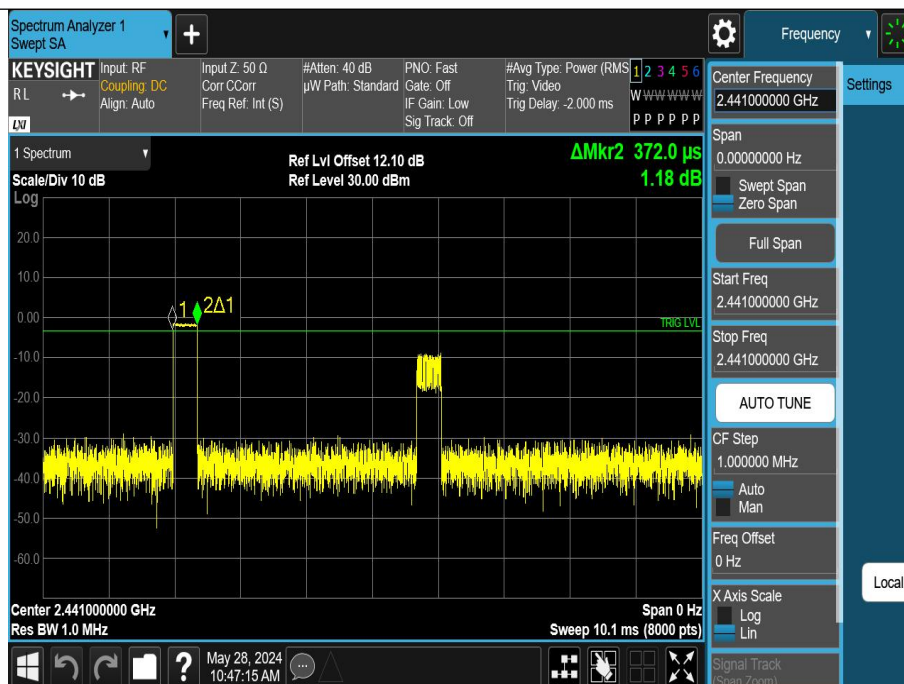 Spectrum Analyzer 1
Swept SA
+
Frequency
KEYSIGHT
RL
LXI
Input: RF
Coupling: DC
Align: Auto
Input Z: 50 Ω
Corr CCorr
Freq Ref: Int (S)
#Atten: 40 dB
µW Path: Standard
PNO: Fast
Gate: Off
IF Gain: Low
Sig Track: Off
#Avg Type: Power (RMS
Trig: Video
Trig Delay: -2.000 ms
1 2 3 4 5 6
W W W W W W
P P P P P P
1 Spectrum
Scale/Div 10 dB
Log
Ref Lvl Offset 12.10 dB
Ref Level 30.00 dBm
ΔMkr2 372.0 µs
1.18 dB
20.0
10.0
0.00
-10.0
-20.0
-30.0
-40.0
-50.0
-60.0
1
2Δ1
TRIG LVL
Center 2.441000000 GHz
Res BW 1.0 MHz
Span 0 Hz
Sweep 10.1 ms (8000 pts)
Center Frequency
2.441000000 GHz
Span
0.00000000 Hz
Swept Span
Zero Span
Full Span
Start Freq
2.441000000 GHz
Stop Freq
2.441000000 GHz
AUTO TUNE
CF Step
1.000000 MHz
Auto
Man
Freq Offset
0 Hz
X Axis Scale
Log
Lin
Signal Track
(Span Zoom)
Settings
Local
?
May 28, 2024
10:47:15 AM